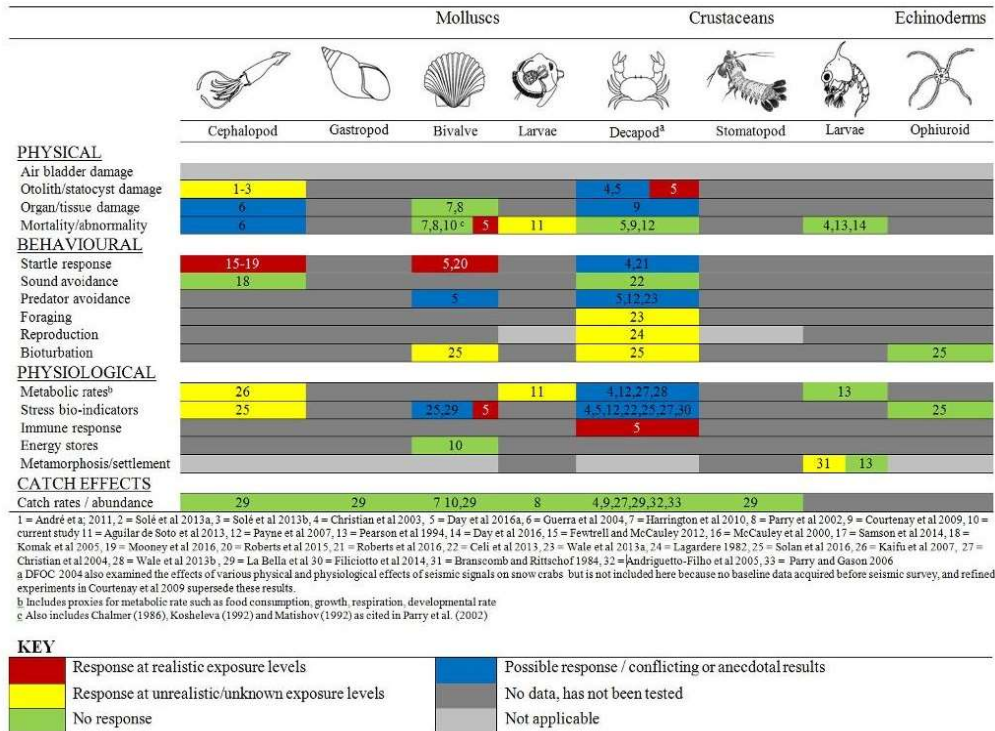 Molluscs Crustaceans Echinoderms
Cephalopod Gastropod Bivalve Larvae Decapodᵃ Stomatopod Larvae Ophiuroid
PHYSICAL
Air bladder damage
Otolith/statocyst damage 1-3 4,5 5
Organ/tissue damage 6 7,8 9
Mortality/abnormality 6 7,8,10 ᶜ 5 11 5,9,12 4,13,14
BEHAVIOURAL
Startle response 15-19 5,20 4,21
Sound avoidance 18 22
Predator avoidance 5 5,12,23
Foraging 23
Reproduction 24
Bioturbation 25 25 25
PHYSIOLOGICAL
Metabolic ratesᵇ 26 11 4,12,27,28 13
Stress bio-indicators 25 25,29 5 4,5,12,22,25,27,30 25
Immune response 5
Energy stores 10
Metamorphosis/settlement 31 13
CATCH EFFECTS
Catch rates / abundance 29 29 7 10,29 8 4,9,27,29,32,33 29
1 = André et a; 2011, 2 = Solé et al 2013a, 3 = Solé et al 2013b, 4 = Christian et al 2003, 5 = Day et al 2016a, 6 = Guerra et al 2004, 7 = Harrington et al 2010, 8 = Parry et al 2002, 9 = Courtenay et al 2009, 10 =
current study 11 = Aguilar de Soto et al 2013, 12 = Payne et al 2007, 13 = Pearson et al 1994, 14 = Day et al 2016, 15 = Fewtrell and McCauley 2012, 16 = McCauley et al 2000, 17 = Samson et al 2014, 18 =
Komak et al 2005, 19 = Mooney et al 2016, 20 = Roberts et al 2015, 21 = Roberts et al 2016, 22 = Celi et al 2013, 23 = Wale et al 2013a, 24 = Lagardere 1982, 25 = Solan et al 2016, 26 = Kaifu et al 2007, 27 =
Christian et al 2004, 28 = Wale et al 2013b, 29 = La Bella et al 30 = Filiciotto et al 2014, 31 = Branscomb and Rittschof 1984, 32 = Andriguetto-Filho et al 2005, 33 = Parry and Gason 2006
a DFOC 2004 also examined the effects of various physical and physiological effects of seismic signals on snow crabs but is not included here because no baseline data acquired before seismic survey, and refined
experiments in Courtenay et al 2009 supersede these results.
b Includes proxies for metabolic rate such as food consumption, growth, respiration, developmental rate
c Also includes Chalmer (1986), Kosheleva (1992) and Matishov (1992) as cited in Parry et al. (2002)
KEY
Response at realistic exposure levels Possible response / conflicting or anecdotal results
Response at unrealistic/unknown exposure levels No data, has not been tested
No response Not applicable